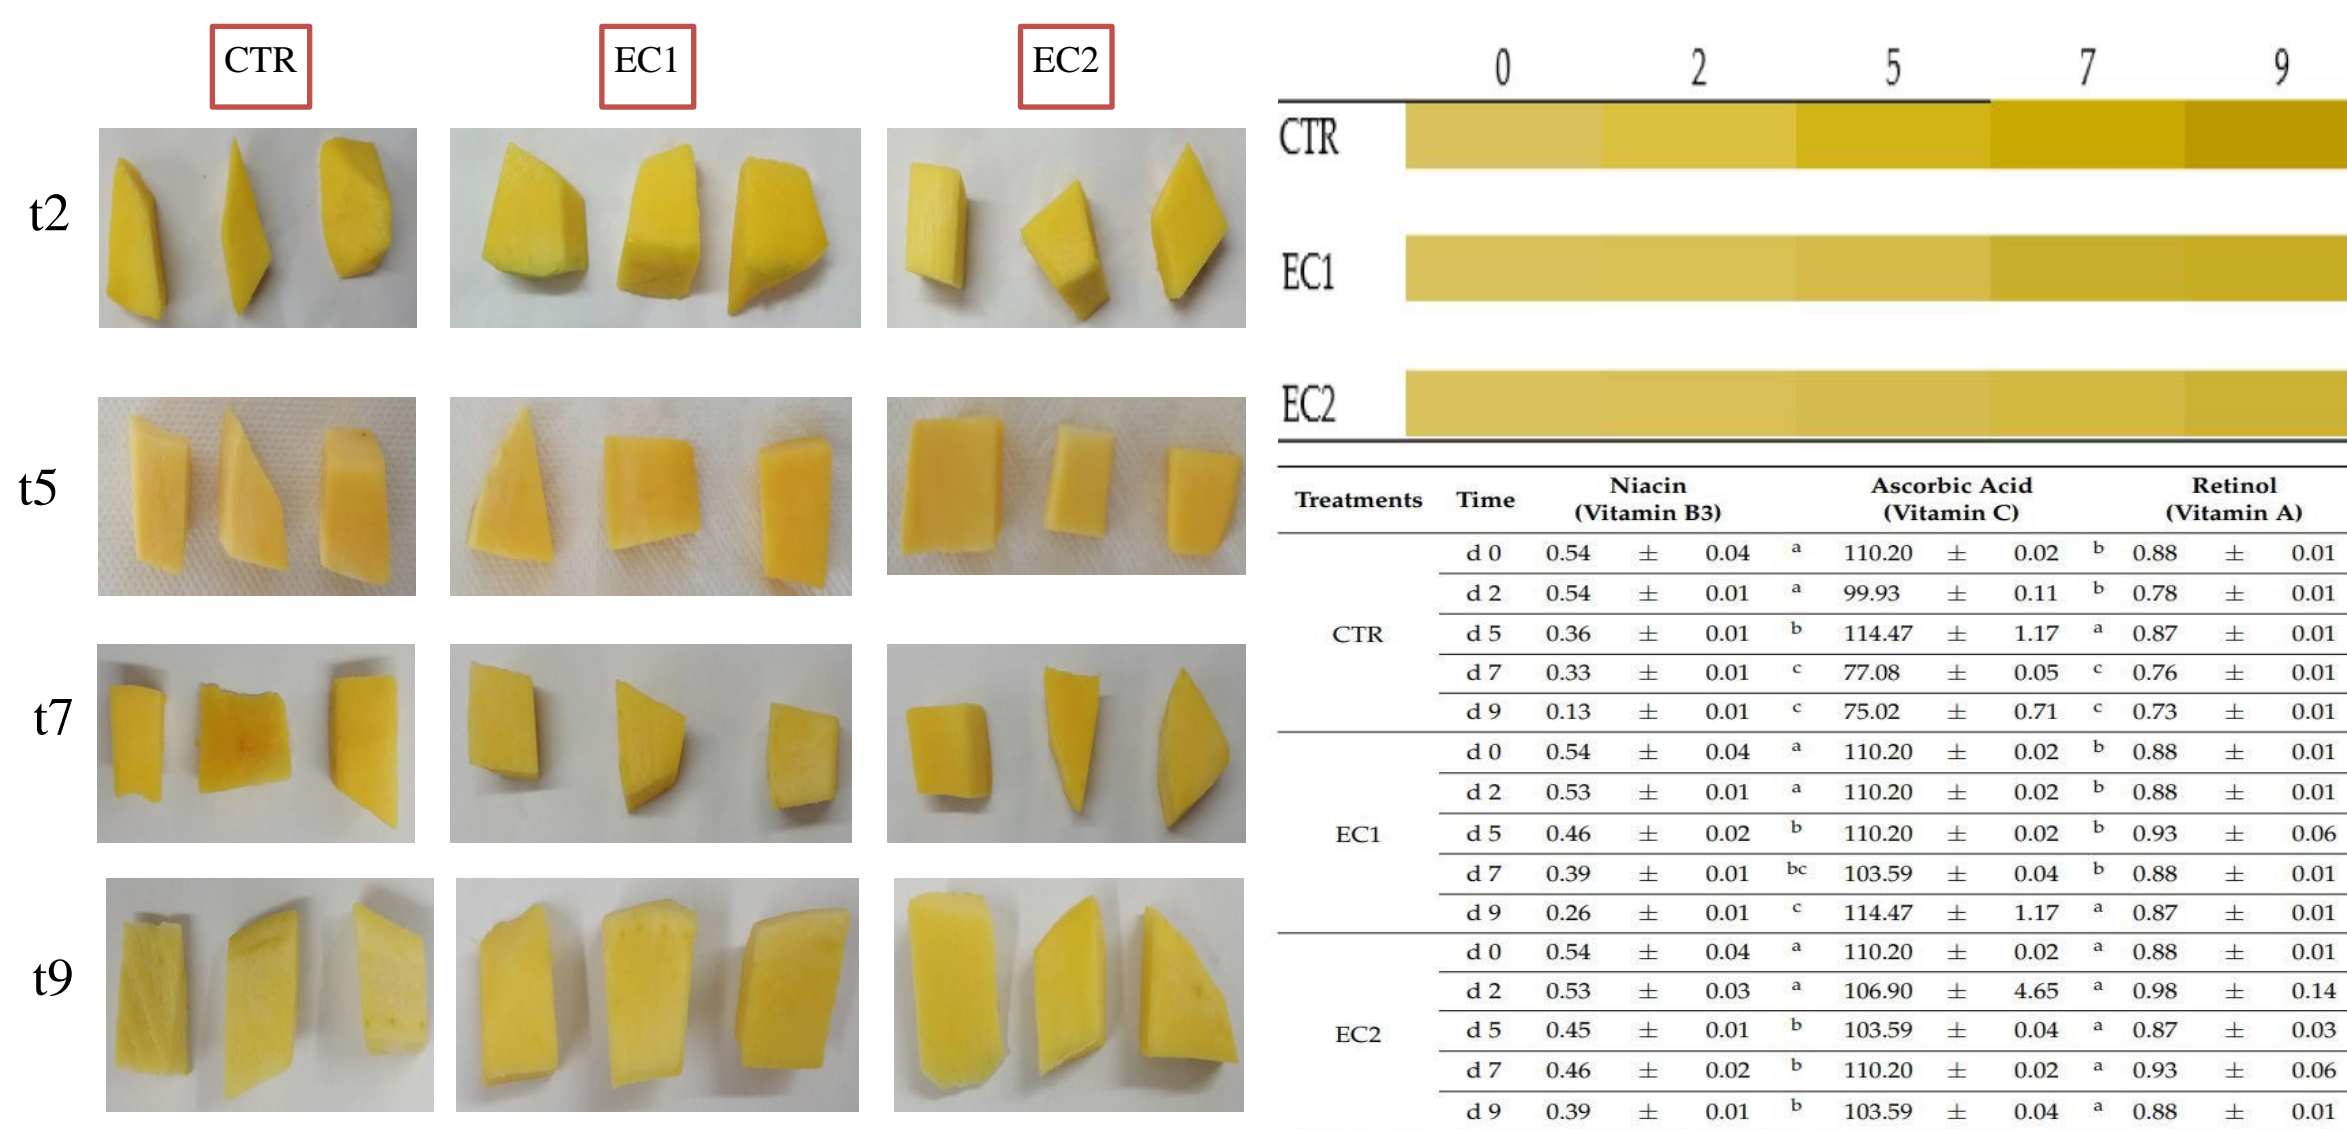 CTR EC1 EC2
t2
t5
t7
t9
0 2 5 7 9
CTR
EC1
EC2
Treatments Time Niacin (Vitamin B3) Ascorbic Acid (Vitamin C) Retinol (Vitamin A)
CTR
d 0 0.54 ± 0.04 a 110.20 ± 0.02 b 0.88 ± 0.01
d 2 0.54 ± 0.01 a 99.93 ± 0.11 b 0.78 ± 0.01
d 5 0.36 ± 0.01 b 114.47 ± 1.17 a 0.87 ± 0.01
d 7 0.33 ± 0.01 c 77.08 ± 0.05 c 0.76 ± 0.01
d 9 0.13 ± 0.01 c 75.02 ± 0.71 c 0.73 ± 0.01
EC1
d 0 0.54 ± 0.04 a 110.20 ± 0.02 b 0.88 ± 0.01
d 2 0.53 ± 0.01 a 110.20 ± 0.02 b 0.88 ± 0.01
d 5 0.46 ± 0.02 b 110.20 ± 0.02 b 0.93 ± 0.06
d 7 0.39 ± 0.01 bc 103.59 ± 0.04 b 0.88 ± 0.01
d 9 0.26 ± 0.01 c 114.47 ± 1.17 a 0.87 ± 0.01
EC2
d 0 0.54 ± 0.04 a 110.20 ± 0.02 a 0.88 ± 0.01
d 2 0.53 ± 0.03 a 106.90 ± 4.65 a 0.98 ± 0.14
d 5 0.45 ± 0.01 b 103.59 ± 0.04 a 0.87 ± 0.03
d 7 0.46 ± 0.02 b 110.20 ± 0.02 a 0.93 ± 0.06
d 9 0.39 ± 0.01 b 103.59 ± 0.04 a 0.88 ± 0.01